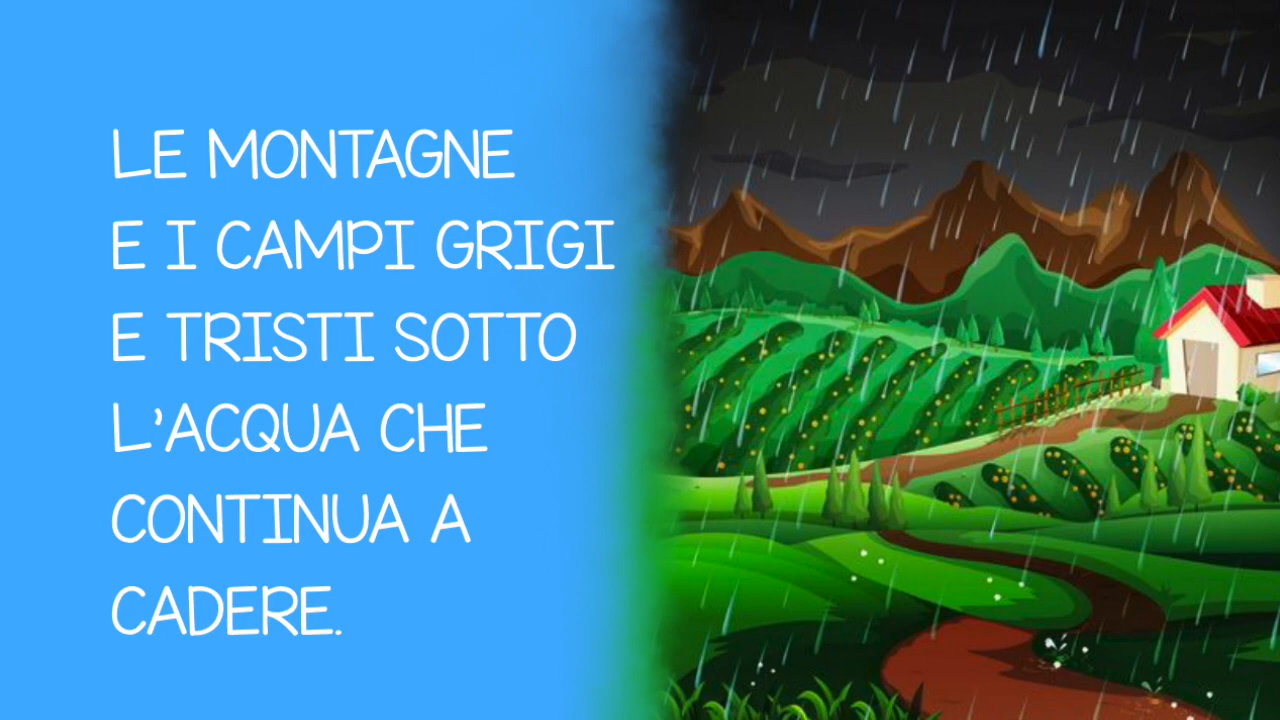 LE MONTAGNE
E I CAMPI GRIGI
E TRISTI SOTTO
L'ACQUA CHE
CONTINUA A
CADERE.